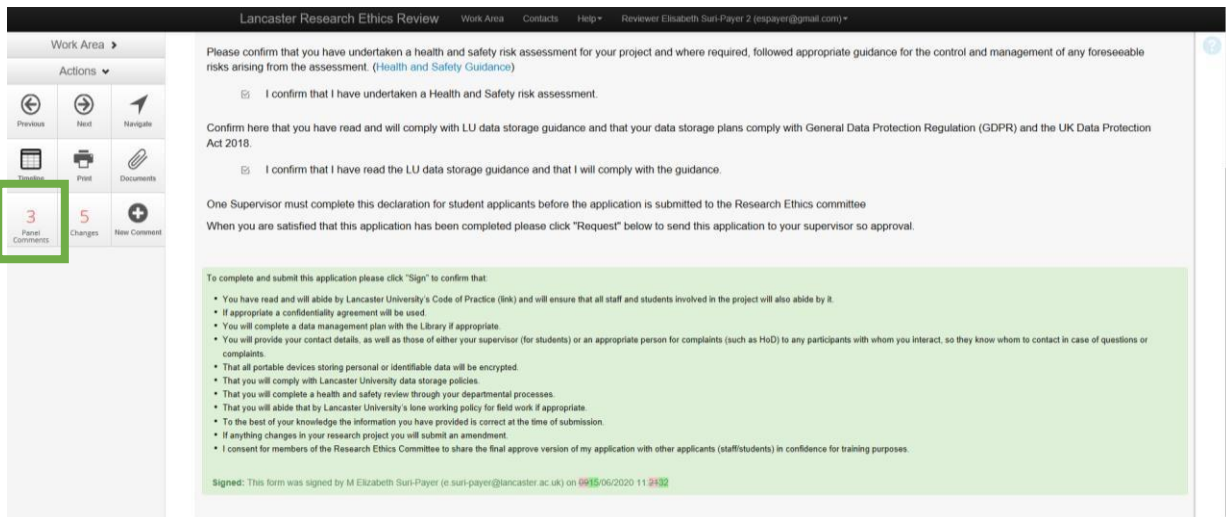 Lancaster Research Ethics Review Work Area Contacts Help Reviewer Elisabeth Suri-Payer 2 (espayer@gmail.com)
Work Area
Actions
Previous Next Navigate
Timeline Print Documents
3 5
Panel Comments Changes New Comment
Please confirm that you have undertaken a health and safety risk assessment for your project and where required, followed appropriate guidance for the control and management of any foreseeable
risks arising from the assessment. (Health and Safety Guidance)
I confirm that I have undertaken a Health and Safety risk assessment.
Confirm here that you have read and will comply with LU data storage guidance and that your data storage plans comply with General Data Protection Regulation (GDPR) and the UK Data Protection
Act 2018.
I confirm that I have read the LU data storage guidance and that I will comply with the guidance.
One Supervisor must complete this declaration for student applicants before the application is submitted to the Research Ethics committee
When you are satisfied that this application has been completed please click "Request" below to send this application to your supervisor so approval.
To complete and submit this application please click "Sign" to confirm that:
• You have read and will abide by Lancaster University's Code of Practice (link) and will ensure that all staff and students involved in the project will also abide by it.
• If appropriate a confidentiality agreement will be used.
• You will complete a data management plan with the Library if appropriate.
• You will provide your contact details, as well as those of either your supervisor (for students) or an appropriate person for complaints (such as HoD) to any participants with whom you interact, so they know whom to contact in case of questions or
complaints.
• That all portable devices storing personal or identifiable data will be encrypted.
• That you will comply with Lancaster University data storage policies.
• That you will complete a health and safety review through your departmental processes.
• That you will abide that by Lancaster University's lone working policy for field work if appropriate.
• To the best of your knowledge the information you have provided is correct at the time of submission.
• If anything changes in your research project you will submit an amendment.
• I consent for members of the Research Ethics Committee to share the final approve version of my application with other applicants (staff/students) in confidence for training purposes.
Signed: This form was signed by M Elizabeth Suri-Payer (e.suri-payer@lancaster.ac.uk) on 0915/06/2020 11:2132